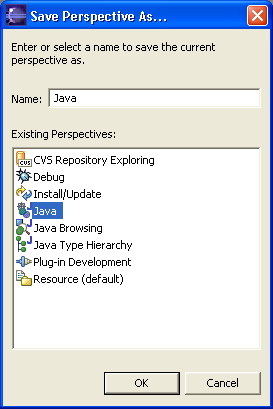 Save Perspective As...
Enter or select a name to save the current
perspective as.
Name: Java
Existing Perspectives:
CVS CVS Repository Exploring
Debug
Install/Update
Java
Java Browsing
Java Type Hierarchy
Plug-in Development
Resource (default)
OK Cancel